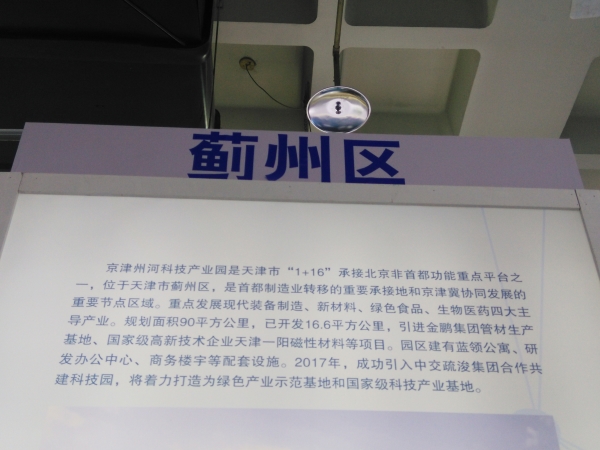 蓟州区
京津州河科技产业园是天津市“1+16”承接北京非首都功能重点平台之
一，位于天津市蓟州区，是首都制造业转移的重要承接地和京津冀协同发展的
重要节点区域。重点发展现代装备制造、新材料、绿色食品、生物医药四大主
导产业。规划面积90平方公里，已开发16.6平方公里，引进金鹏集团管材生产
基地、国家级高新技术企业天津一阳磁性材料等项目。园区建有蓝领公寓、研
发办公中心、商务楼宇等配套设施。2017年，成功引入中交疏浚集团合作共
建科技园，将着力打造为绿色产业示范基地和国家级科技产业基地。